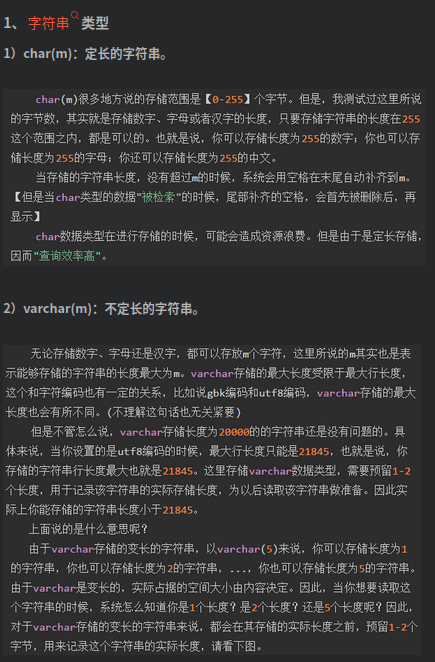 1、字符串类型
1）char(m)：定长的字符串。
char(m)很多地方说的存储范围是【0-255】个字节。但是，我测试过这里所说
的字节数，其实就是存储数字、字母或者汉字的长度，只要存储字符串的长度在255
这个范围之内，都是可以的。也就是说，你可以存储长度为255的数字；你也可以存
储长度为255的字母；你还可以存储长度为255的中文。
当存储的字符串长度，没有超过m的时候，系统会用空格在末尾自动补齐到m。
【但是当char类型的数据"被检索"的时候，尾部补齐的空格，会首先被删除后，再
显示】
char数据类型在进行存储的时候，可能会造成资源浪费。但是由于是定长存储，
因而"查询效率高"。
2）varchar(m)：不定长的字符串。
无论存储数字、字母还是汉字，都可以存放m个字符，这里所说的m其实也是表
示能够存储的字符串的长度最大为m。varchar存储的最大长度受限于最大行长度，
这个和字符编码也有一定的关系，比如说gbk编码和utf8编码，varchar存储的最大
长度也会有所不同。(不理解这句话也无关紧要)
但是不管怎么说，varchar存储长度为20000的的字符串还是没有问题的。具
体来说，当你设置的是utf8编码的时候，最大行长度只能是21845，也就是说，你
存储的字符串行长度最大也就是21845。这里存储varchar数据类型，需要预留1-2
个长度，用于记录该字符串的实际存储长度，为以后读取该字符串做准备。因此实
际上你能存储的字符串长度小于21845。
上面说的是什么意思呢？
由于varchar存储的变长的字符串，以varchar(5)来说，你可以存储长度为1
的字符串，你也可以存储长度为2的字符串，...，你也可以存储长度为5的字符串。
由于varchar是变长的，实际占据的空间大小由内容决定。因此，当你想要读取这
个字符串的时候，系统怎么知道你是1个长度？是2个长度？还是5个长度呢？因此，
对于varchar存储的变长的字符串来说，都会在其存储的实际长度之前，预留1-2个
字节，用来记录这个字符串的实际长度，请看下图。